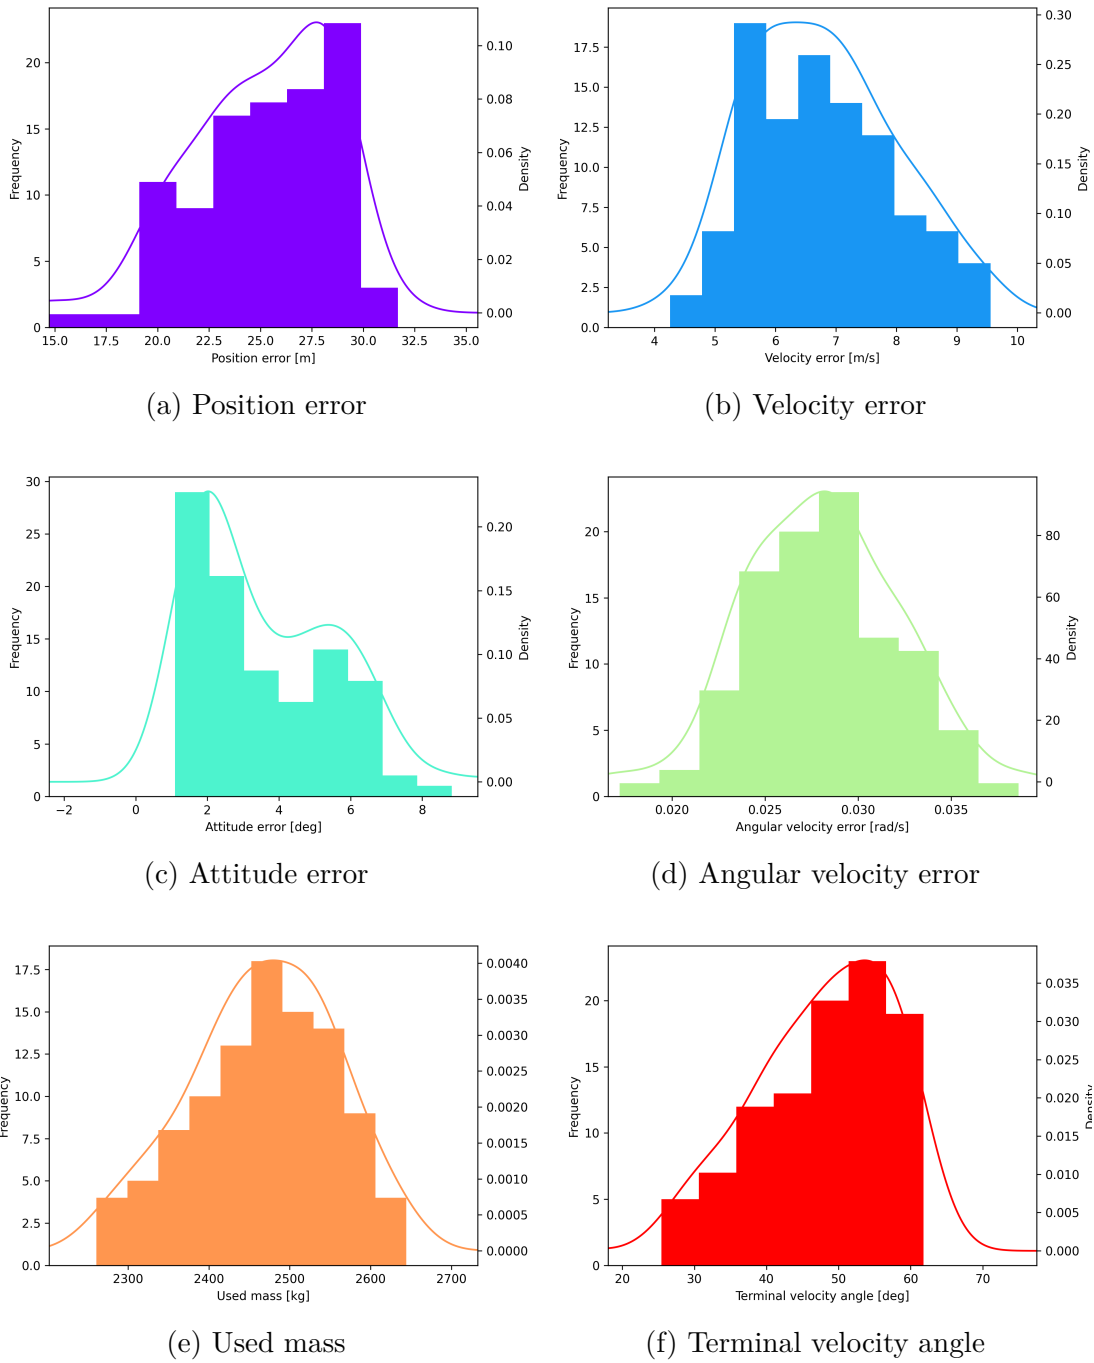 20
15
10
5
0
Frequency
0.10
0.08
0.06
0.04
0.02
0.00
Density
15.0 17.5 20.0 22.5 25.0 27.5 30.0 32.5 35.0
Position error [m]
(a) Position error
17.5
15.0
12.5
10.0
7.5
5.0
2.5
0.0
Frequency
0.30
0.25
0.20
0.15
0.10
0.05
0.00
Density
4 5 6 7 8 9 10
Velocity error [m/s]
(b) Velocity error
30
25
20
15
10
5
0
Frequency
0.20
0.15
0.10
0.05
0.00
Density
−2 0 2 4 6 8
Attitude error [deg]
(c) Attitude error
20
15
10
5
0
Frequency
80
60
40
20
0
Density
0.020 0.025 0.030 0.035
Angular velocity error [rad/s]
(d) Angular velocity error
17.5
15.0
12.5
10.0
7.5
5.0
2.5
0.0
Frequency
0.0040
0.0035
0.0030
0.0025
0.0020
0.0015
0.0010
0.0005
0.0000
2300 2400 2500 2600 2700
Used mass [kg]
(e) Used mass
20
15
10
5
0
Frequency
0.035
0.030
0.025
0.020
0.015
0.010
0.005
0.000
Density
20 30 40 50 60 70
Terminal velocity angle [deg]
(f) Terminal velocity angle